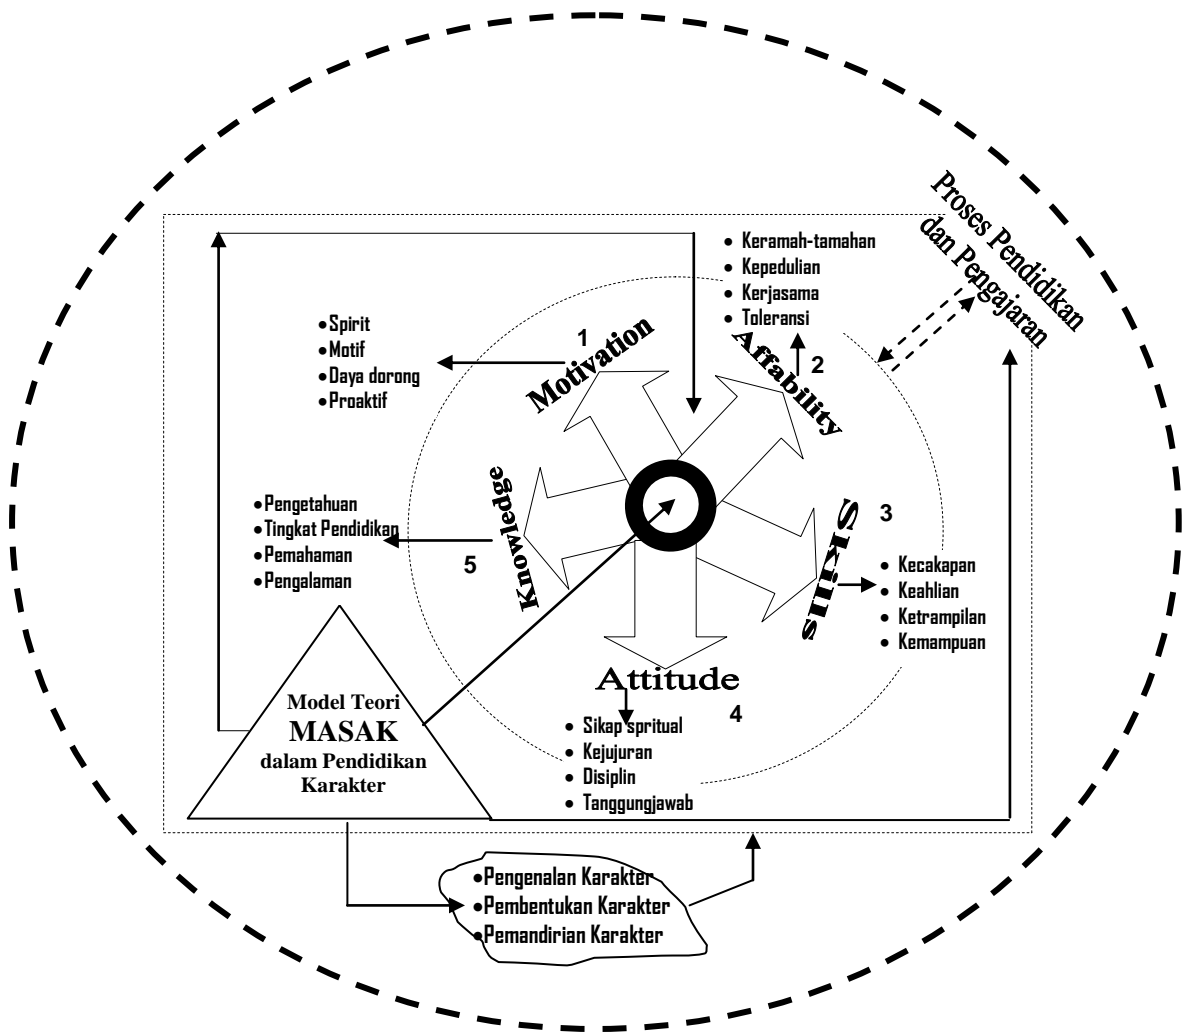 Proses Pendidikan
dan Pengajaran
• Keramah-tamahan
• Kepedulian
• Kerjasama
• Toleransi
Affability
2
• Spirit
• Motif
• Daya dorong
• Proaktif
1
Motivation
• Pengetahuan
• Tingkat Pendidikan
• Pemahaman
• Pengalaman
5
Knowledge
3
Skills
• Kecakapan
• Keahlian
• Ketrampilan
• Kemampuan
Attitude
4
• Sikap spritual
• Kejujuran
• Disiplin
• Tanggungjawab
Model Teori
MASAK
dalam Pendidikan
Karakter
• Pengenalan Karakter
• Pembentukan Karakter
• Pemandirian Karakter